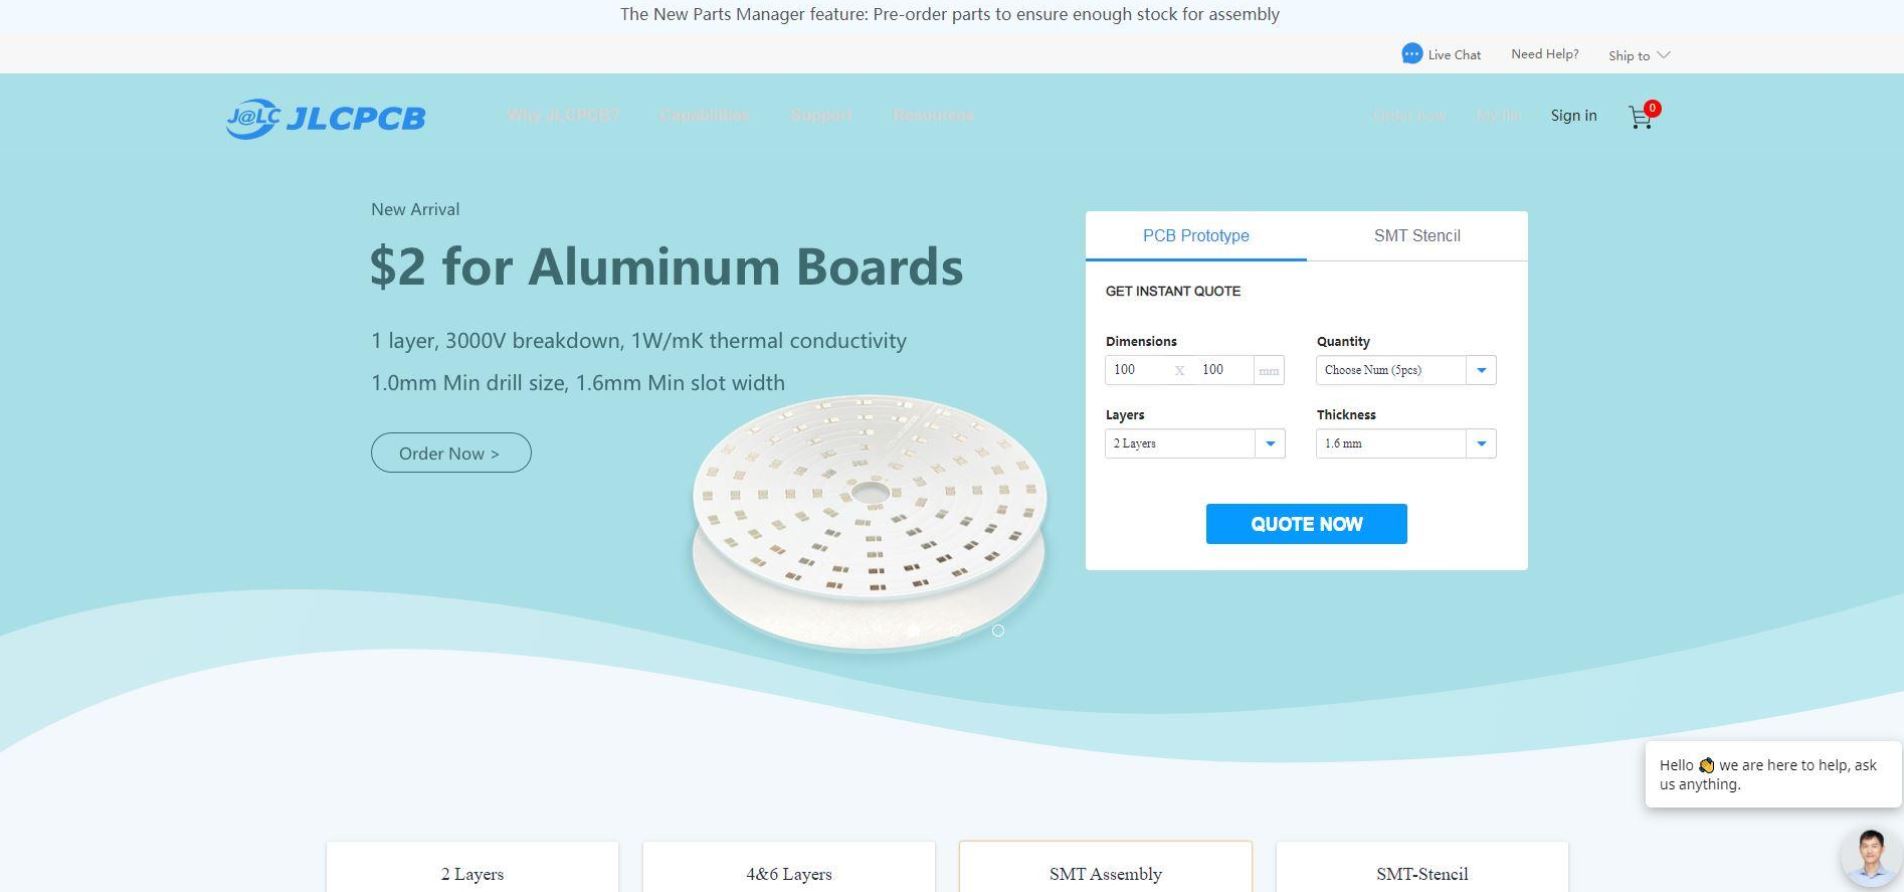 The New Parts Manager feature: Pre-order parts to ensure enough stock for assembly
Live Chat
Need Help?
Ship to
J@LC JLCPCB
Why JLCPCB?
Capabilities
Support
Resources
Order now
My file
Sign in
0
New Arrival
$2 for Aluminum Boards
1 layer, 3000V breakdown, 1W/mK thermal conductivity
1.0mm Min drill size, 1.6mm Min slot width
Order Now >
PCB Prototype
SMT Stencil
GET INSTANT QUOTE
Dimensions
Quantity
100 X 100 mm
Choose Num (5pcs)
Layers
Thickness
2 Layers
1.6 mm
QUOTE NOW
Hello 👋 we are here to help, ask
us anything.
2 Layers
4&6 Layers
SMT Assembly
SMT-Stencil